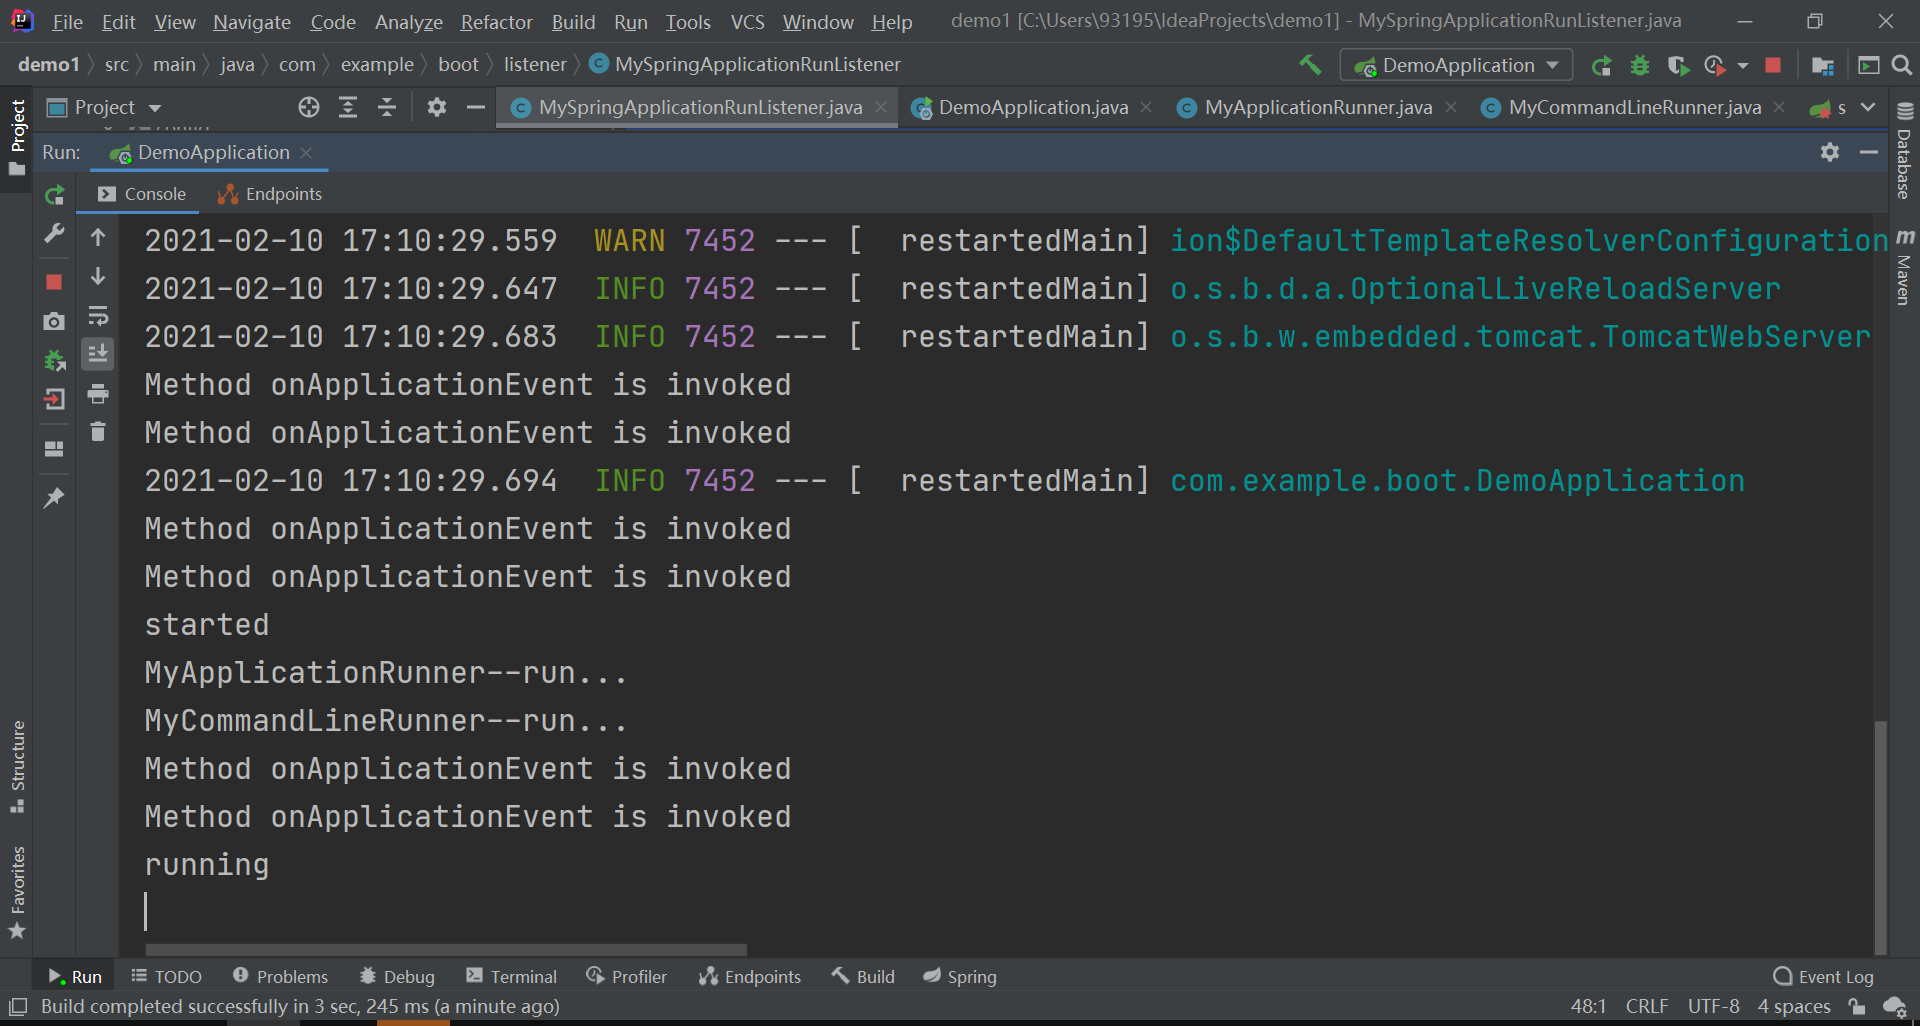 File Edit View Navigate Code Analyze Refactor Build Run Tools VCS Window Help demo1 [C:\Users\93195\IdeaProjects\demo1] - MySpringApplicationRunListener.java
demo1 src main java com example boot listener MySpringApplicationRunListener DemoApplication
Project MySpringApplicationRunListener.java DemoApplication.java MyApplicationRunner.java MyCommandLineRunner.java s
Run: DemoApplication
Console Endpoints
2021-02-10 17:10:29.559 WARN 7452 --- [ restartedMain] ion$DefaultTemplateResolverConfiguration
2021-02-10 17:10:29.647 INFO 7452 --- [ restartedMain] o.s.b.d.a.OptionalLiveReloadServer
2021-02-10 17:10:29.683 INFO 7452 --- [ restartedMain] o.s.b.w.embedded.tomcat.TomcatWebServer
Method onApplicationEvent is invoked
Method onApplicationEvent is invoked
2021-02-10 17:10:29.694 INFO 7452 --- [ restartedMain] com.example.boot.DemoApplication
Method onApplicationEvent is invoked
Method onApplicationEvent is invoked
started
MyApplicationRunner--run...
MyCommandLineRunner--run...
Method onApplicationEvent is invoked
Method onApplicationEvent is invoked
running
Project
Structure
Favorites
Database
Maven
Run TODO Problems Debug Terminal Profiler Endpoints Build Spring Event Log
Build completed successfully in 3 sec, 245 ms (a minute ago) 48:1 CRLF UTF-8 4 spaces